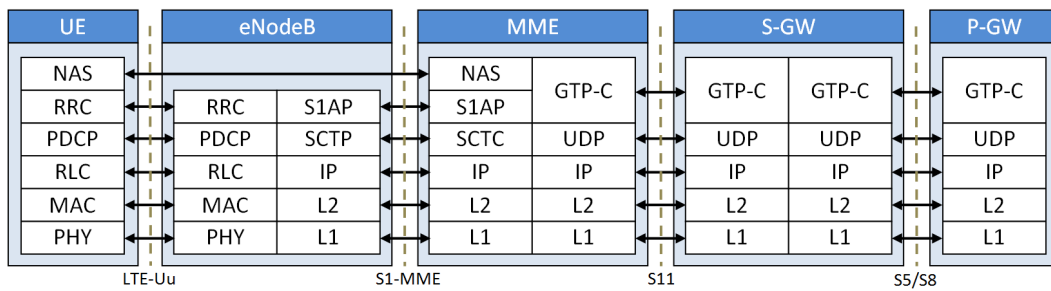 UE eNodeB MME S-GW P-GW
NAS NAS GTP-C GTP-C GTP-C GTP-C
RRC RRC S1AP S1AP
PDCP PDCP SCTP SCTC UDP UDP UDP UDP
RLC RLC IP IP IP IP IP IP
MAC MAC L2 L2 L2 L2 L2 L2
PHY PHY L1 L1 L1 L1 L1 L1
LTE-Uu S1-MME S11 S5/S8